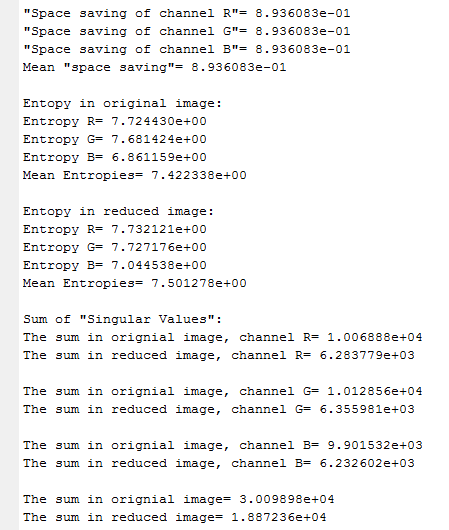 "Space saving of channel R"= 8.936083e-01
"Space saving of channel G"= 8.936083e-01
"Space saving of channel B"= 8.936083e-01
Mean "space saving"= 8.936083e-01
Entopy in original image:
Entropy R= 7.724430e+00
Entropy G= 7.681424e+00
Entropy B= 6.861159e+00
Mean Entropies= 7.422338e+00
Entopy in reduced image:
Entropy R= 7.732121e+00
Entropy G= 7.727176e+00
Entropy B= 7.044538e+00
Mean Entropies= 7.501278e+00
Sum of "Singular Values":
The sum in orignial image, channel R= 1.006888e+04
The sum in reduced image, channel R= 6.283779e+03
The sum in orignial image, channel G= 1.012856e+04
The sum in reduced image, channel G= 6.355981e+03
The sum in orignial image, channel B= 9.901532e+03
The sum in reduced image, channel B= 6.232602e+03
The sum in orignial image= 3.009898e+04
The sum in reduced image= 1.887236e+04